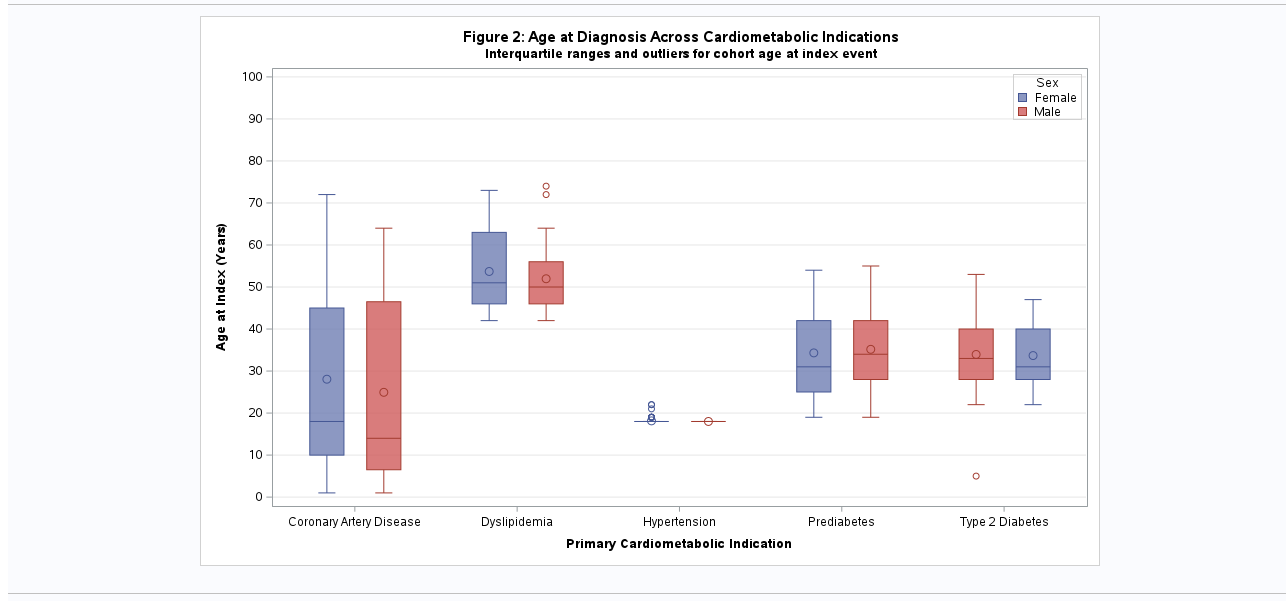 Figure 2: Age at Diagnosis Across Cardiometabolic Indications
Interquartile ranges and outliers for cohort age at index event
Sex
Female
Male
Age at Index (Years)
100
90
80
70
60
50
40
30
20
10
0
Coronary Artery Disease
Dyslipidemia
Hypertension
Prediabetes
Type 2 Diabetes
Primary Cardiometabolic Indication